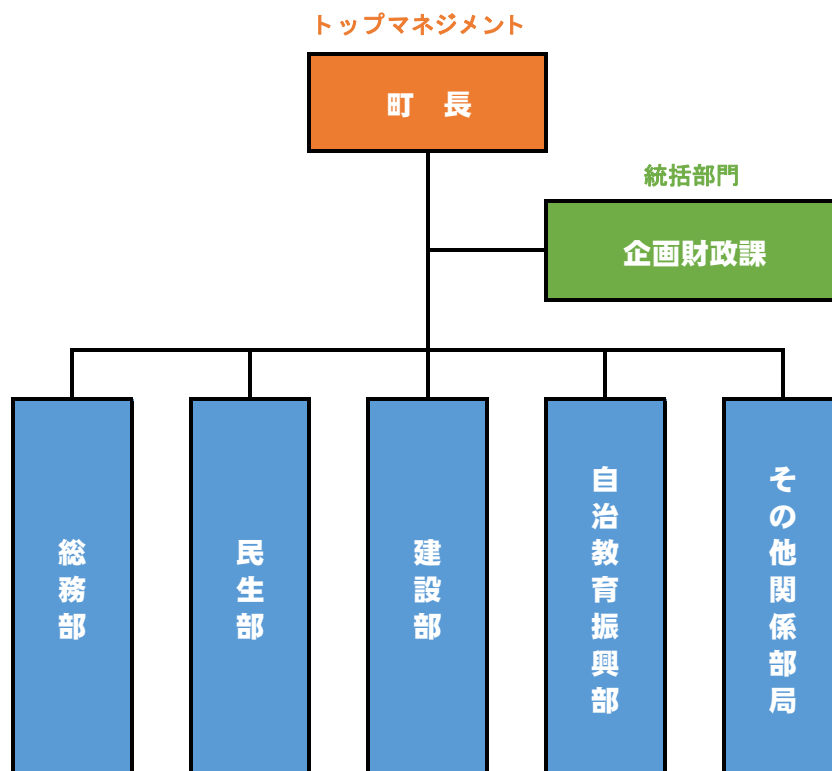 トップマネジメント
町　長
統括部門
企画財政課
総務部
民生部
建設部
自治教育振興部
その他関係部局